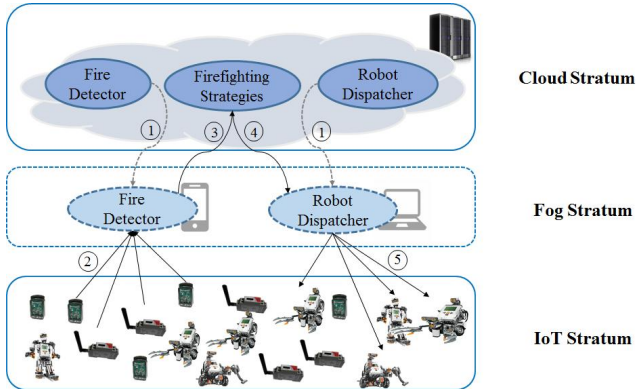 Fire
Detector
Firefighting
Strategies
Robot
Dispatcher
Cloud Stratum
1
3
4
1
Fire
Detector
Robot
Dispatcher
Fog Stratum
2
5
IoT Stratum